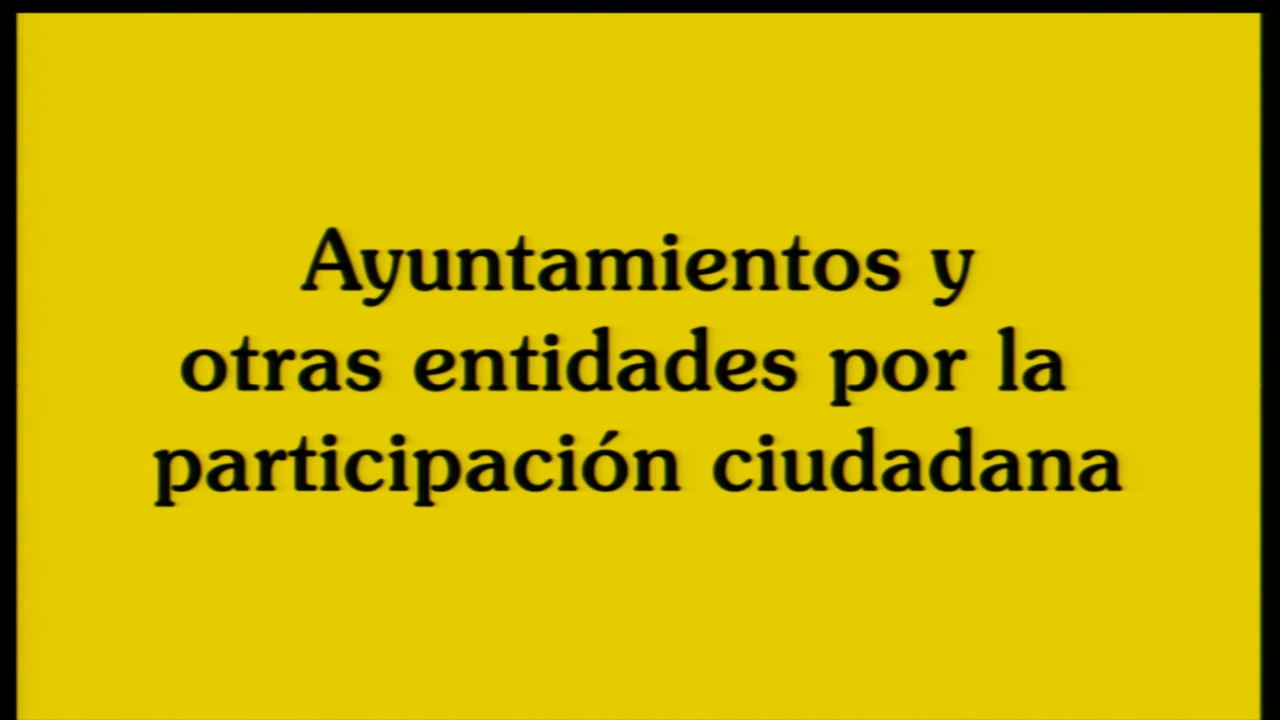 Ayuntamientos y
otras entidades por la
participación ciudadana